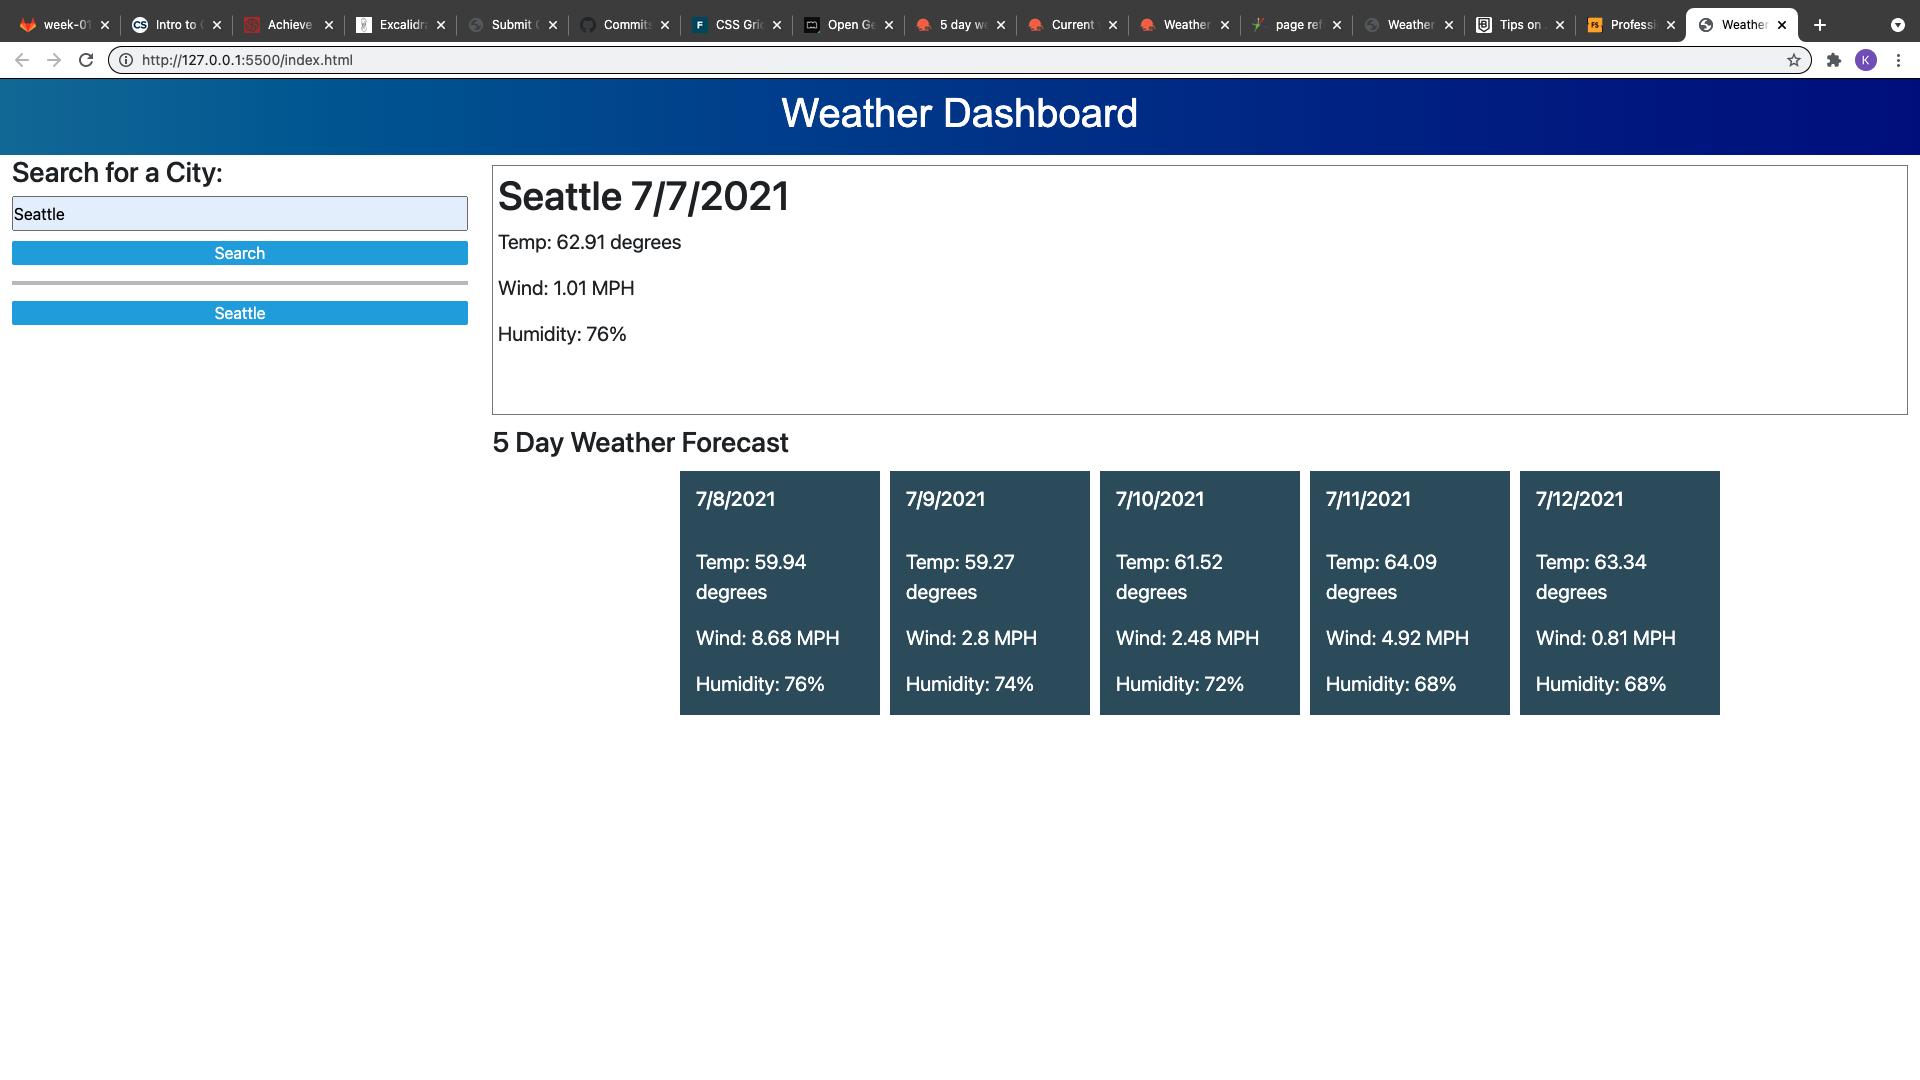 week-01
Intro to
Achieve
Excalidra
Submit
Commits
CSS Gri
Open Ge
5 day we
Current
Weather
page ref
Weather
Tips on
Professi
Weather
http://127.0.0.1:5500/index.html
K
Weather Dashboard
Search for a City:
Seattle
Search
Seattle
Seattle 7/7/2021
Temp: 62.91 degrees
Wind: 1.01 MPH
Humidity: 76%
5 Day Weather Forecast
7/8/2021
Temp: 59.94
degrees
Wind: 8.68 MPH
Humidity: 76%
7/9/2021
Temp: 59.27
degrees
Wind: 2.8 MPH
Humidity: 74%
7/10/2021
Temp: 61.52
degrees
Wind: 2.48 MPH
Humidity: 72%
7/11/2021
Temp: 64.09
degrees
Wind: 4.92 MPH
Humidity: 68%
7/12/2021
Temp: 63.34
degrees
Wind: 0.81 MPH
Humidity: 68%